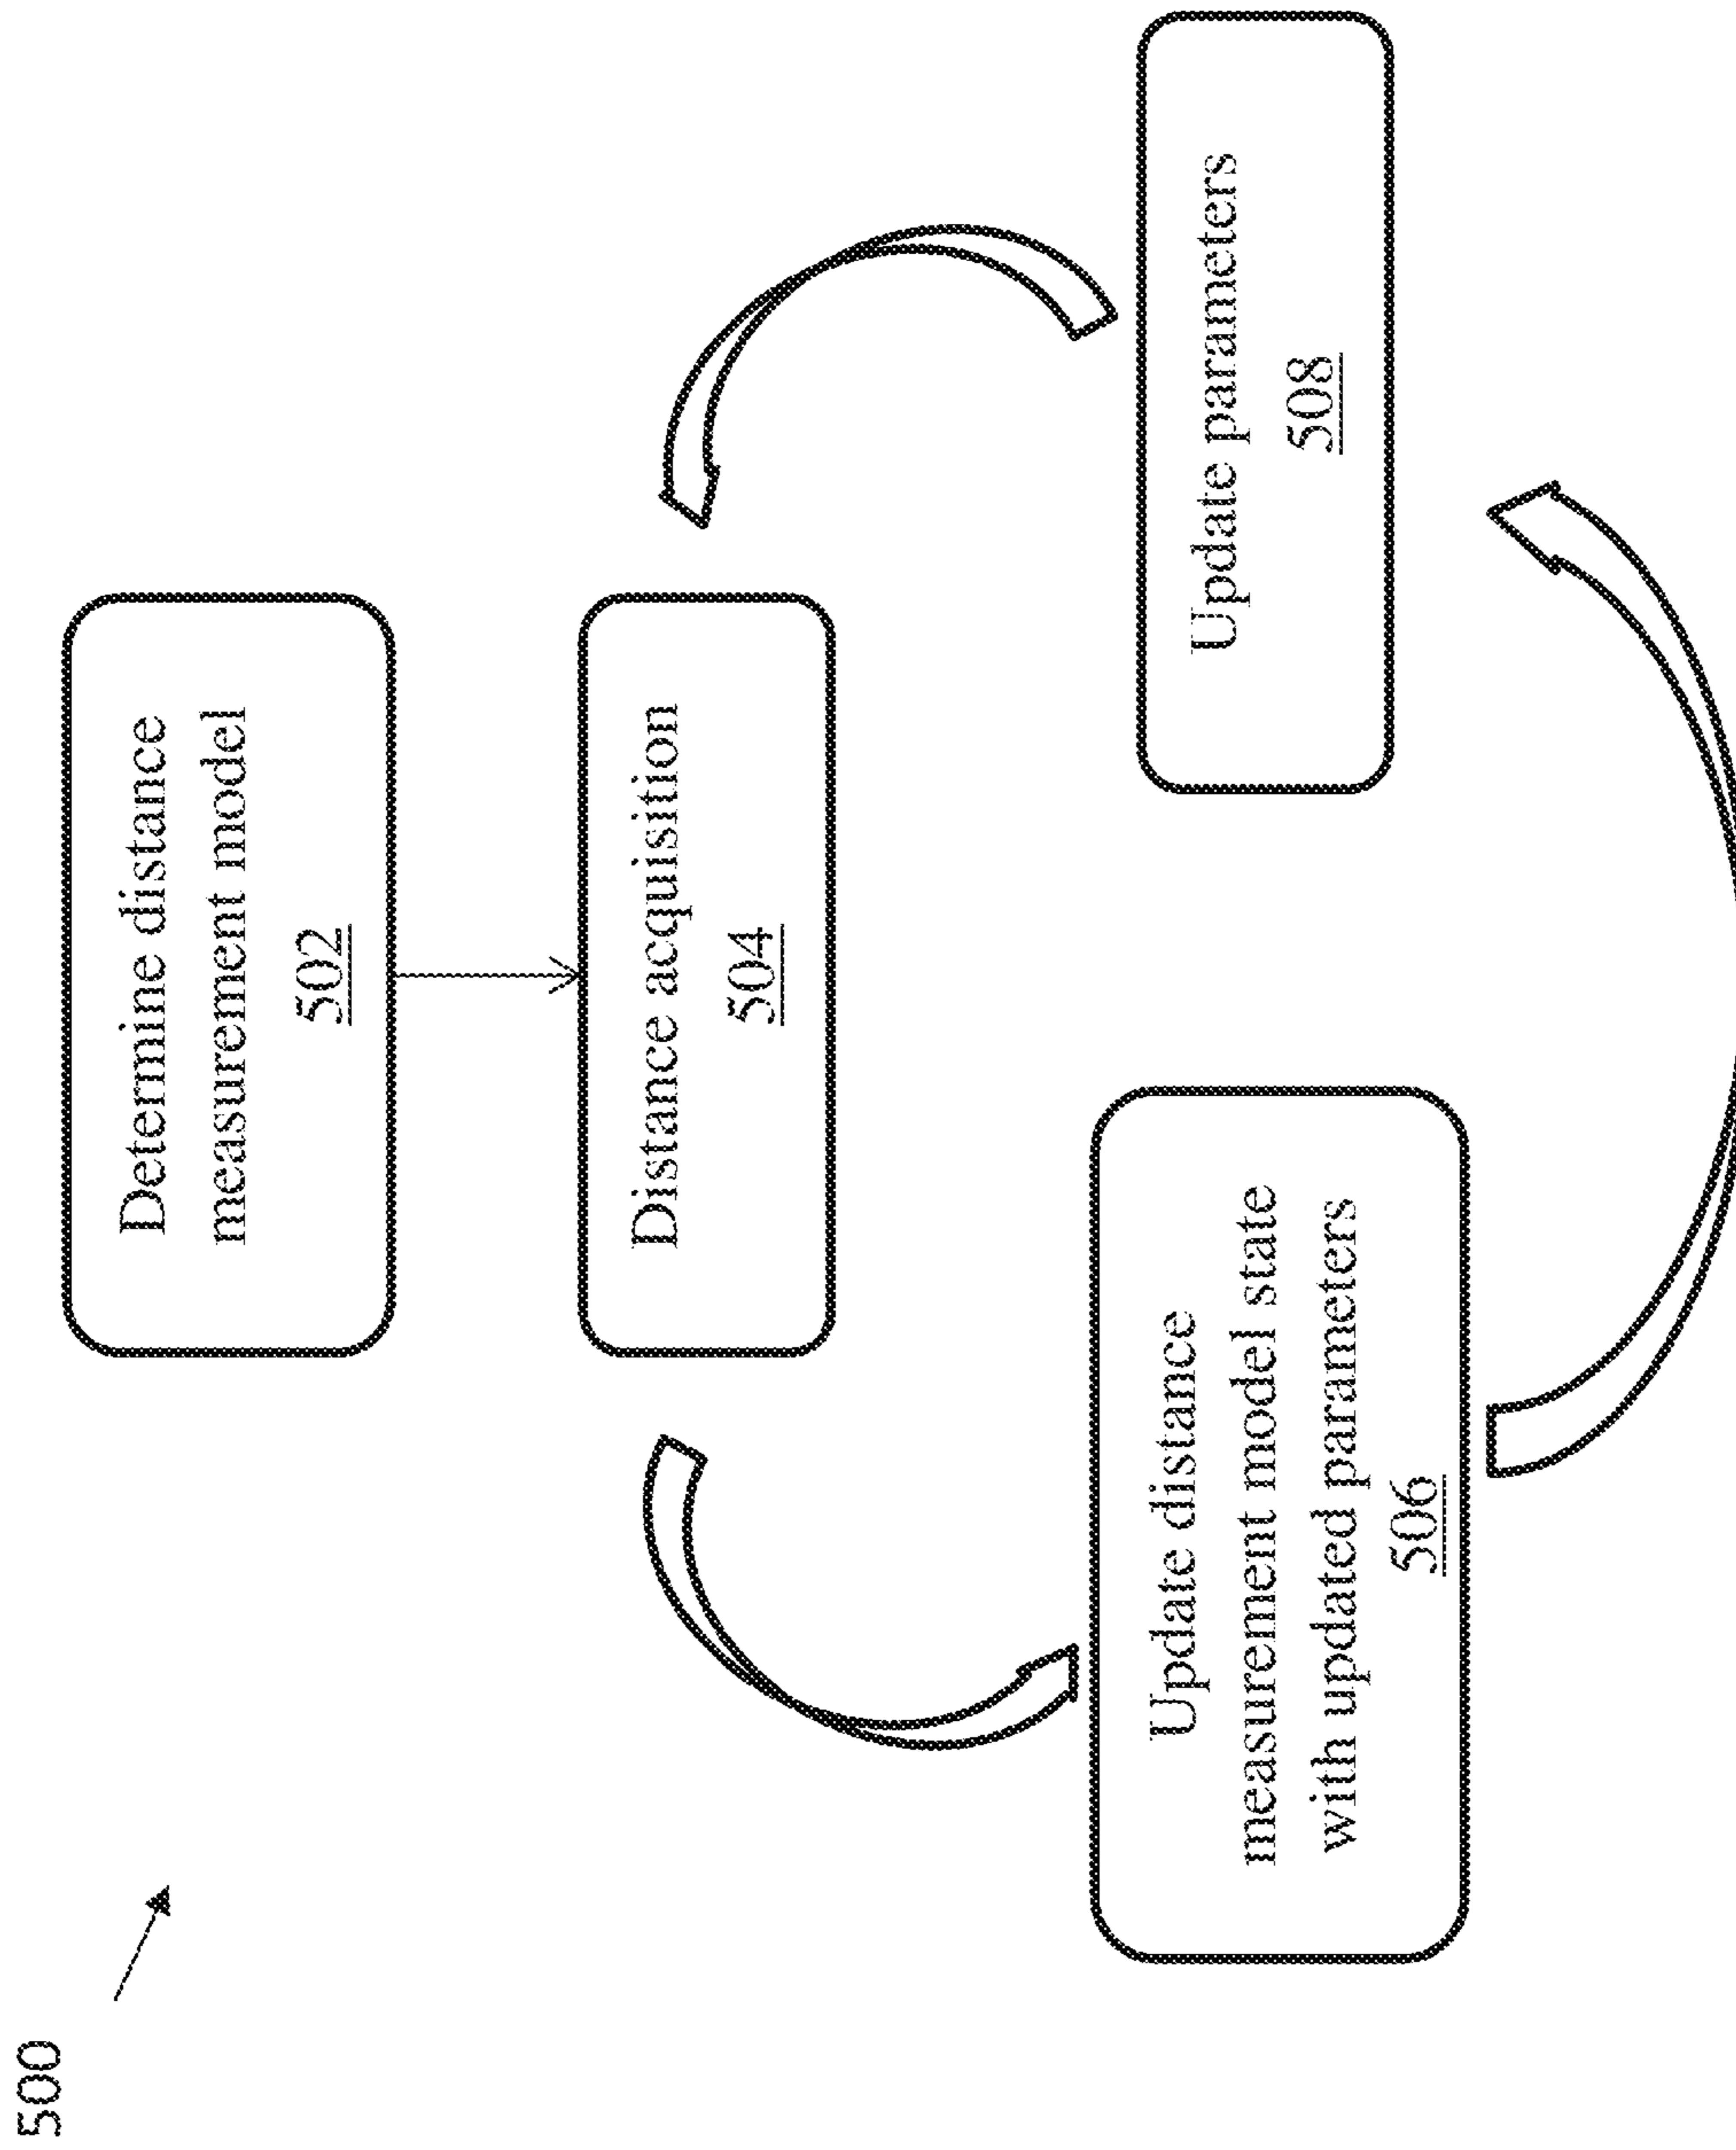 500
Determine distance
measurement model
502
Distance acquisition
504
Update distance
measurement model state
with updated parameters
506
Update parameters
508